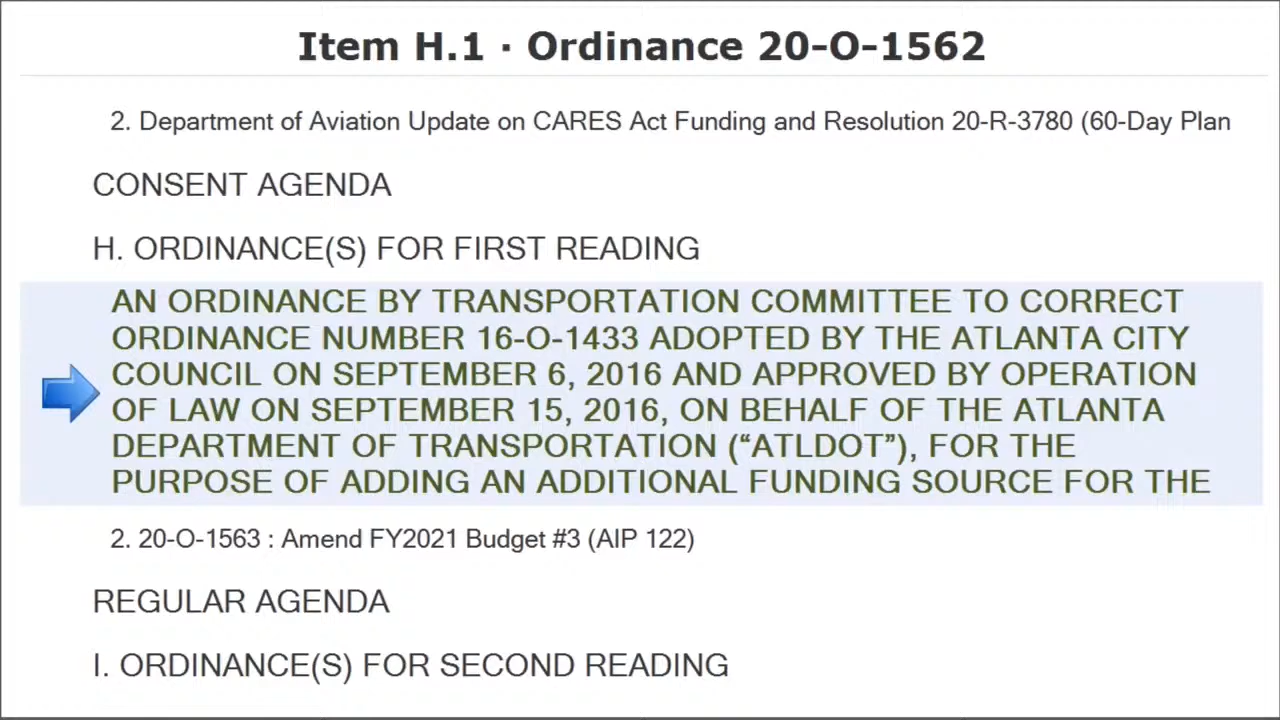 Item H.1 · Ordinance 20-O-1562
2. Department of Aviation Update on CARES Act Funding and Resolution 20-R-3780 (60-Day Plan
CONSENT AGENDA
H. ORDINANCE(S) FOR FIRST READING
AN ORDINANCE BY TRANSPORTATION COMMITTEE TO CORRECT
ORDINANCE NUMBER 16-O-1433 ADOPTED BY THE ATLANTA CITY
COUNCIL ON SEPTEMBER 6, 2016 AND APPROVED BY OPERATION
OF LAW ON SEPTEMBER 15, 2016, ON BEHALF OF THE ATLANTA
DEPARTMENT OF TRANSPORTATION (“ATLDOT”), FOR THE
PURPOSE OF ADDING AN ADDITIONAL FUNDING SOURCE FOR THE
2. 20-O-1563 : Amend FY2021 Budget #3 (AIP 122)
REGULAR AGENDA
I. ORDINANCE(S) FOR SECOND READING